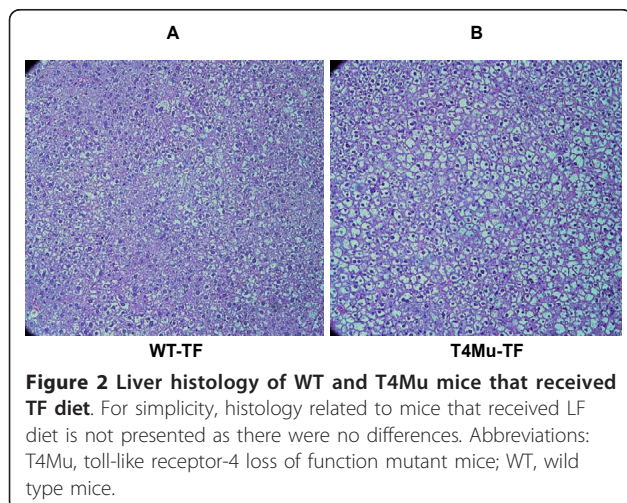 A
B
WT-TF
T4Mu-TF
Figure 2 Liver histology of WT and T4Mu mice that received
TF diet. For simplicity, histology related to mice that received LF
diet is not presented as there were no differences. Abbreviations:
T4Mu, toll-like receptor-4 loss of function mutant mice; WT, wild
type mice.